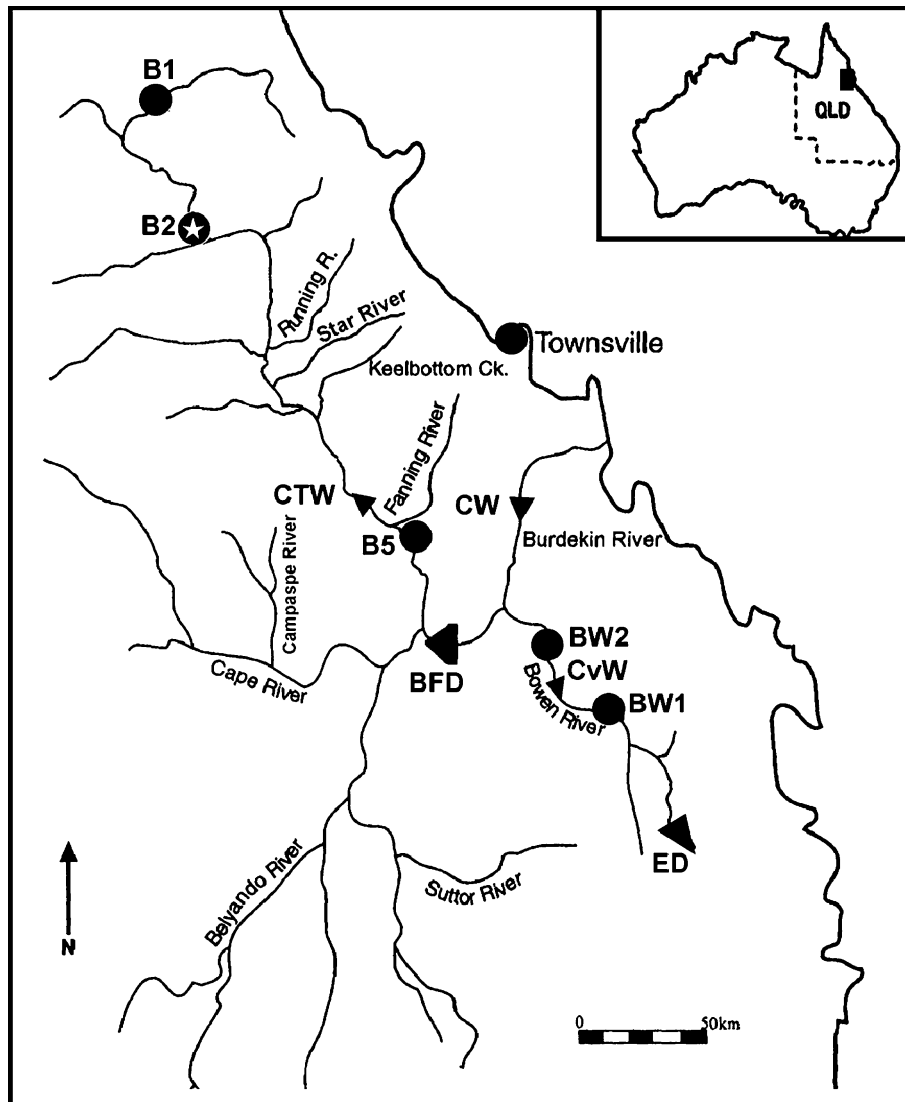 B1
QLD
B2
Running R.
Star River
Townsville
Keelbottom Ck.
Fanning River
CTW
CW
B5
Burdekin River
Campaspe River
BW2
Cape River
BFD
CvW
Bowen River
BW1
ED
Belyando River
Suttor River
N
0
50km